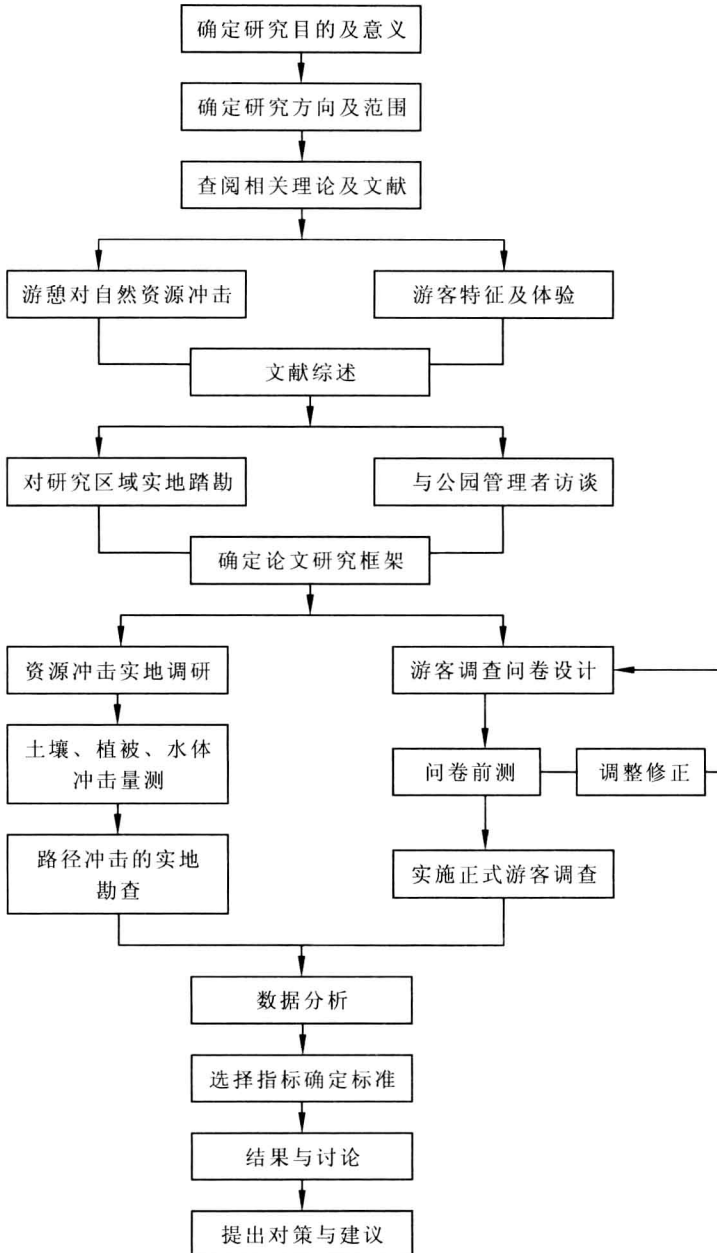 确定研究目的及意义
确定研究方向及范围
查阅相关理论及文献
游憩对自然资源冲击
游客特征及体验
文献综述
对研究区域实地踏勘
与公园管理者访谈
确定论文研究框架
资源冲击实地调研
游客调查问卷设计
土壤、植被、水体
冲击量测
问卷前测
调整修正
路径冲击的实地
勘查
实施正式游客调查
数据分析
选择指标确定标准
结果与讨论
提出对策与建议